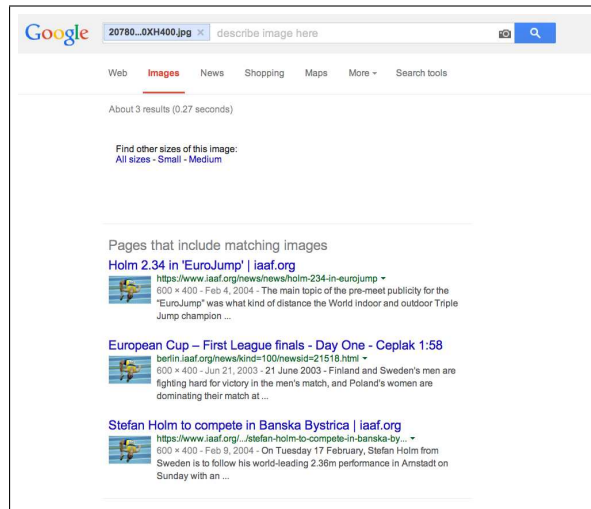 Google 20780...0XH400.jpg × describe image here
Web Images News Shopping Maps More Search tools
About 3 results (0.27 seconds)
Find other sizes of this image:
All sizes - Small - Medium
Pages that include matching images
Holm 2.34 in 'EuroJump' | iaaf.org
https://www.iaaf.org/news/news/holm-234-in-eurojump
600 × 400 - Feb 4, 2004 - The main topic of the pre-meet publicity for the
"EuroJump" was what kind of distance the World indoor and outdoor Triple
Jump champion ...
European Cup – First League finals - Day One - Ceplak 1:58
berlin.iaaf.org/news/kind=100/newsid=21518.html
600 × 400 - Jun 21, 2003 - 21 June 2003 - Finland and Sweden's men are
fighting hard for victory in the men's match, and Poland's women are
dominating their match at ...
Stefan Holm to compete in Banska Bystrica | iaaf.org
https://www.iaaf.org/.../stefan-holm-to-compete-in-banska-by...
600 × 400 - Feb 9, 2004 - On Tuesday 17 February, Stefan Holm from
Sweden is to follow his world-leading 2.36m performance in Arnstadt on
Sunday with an ...